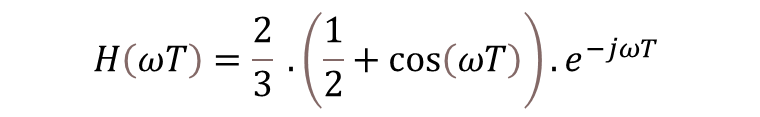 H(ωT) = 2/3 . (1/2 + cos(ωT)) . e^{-jωT}